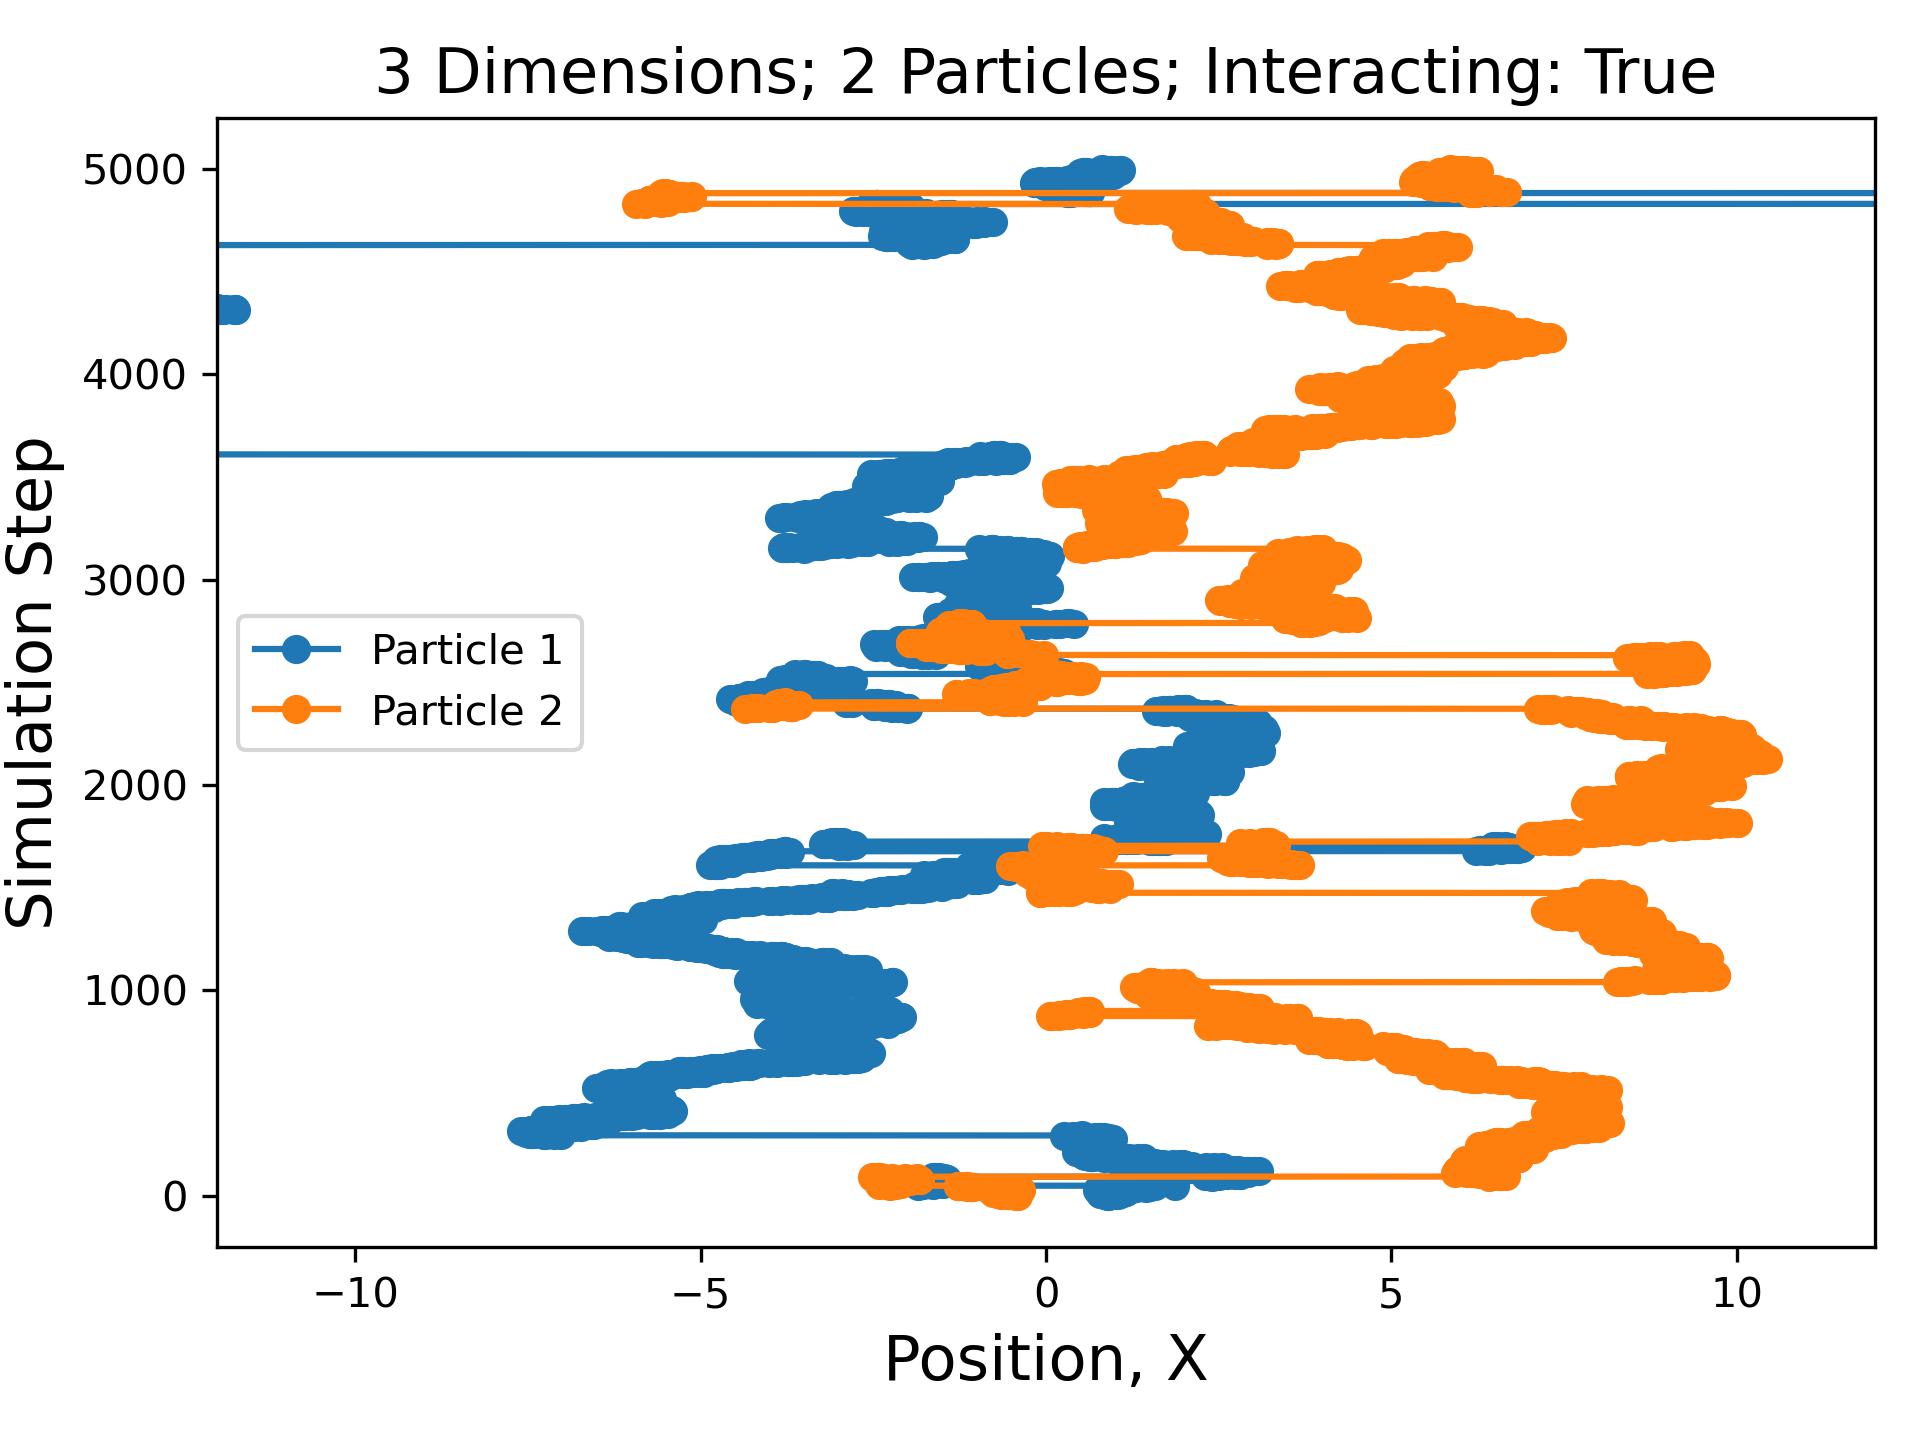 3 Dimensions; 2 Particles; Interacting: True
Simulation Step
5000
4000
3000
2000
1000
0
Particle 1
Particle 2
−10
−5
0
5
10
Position, X